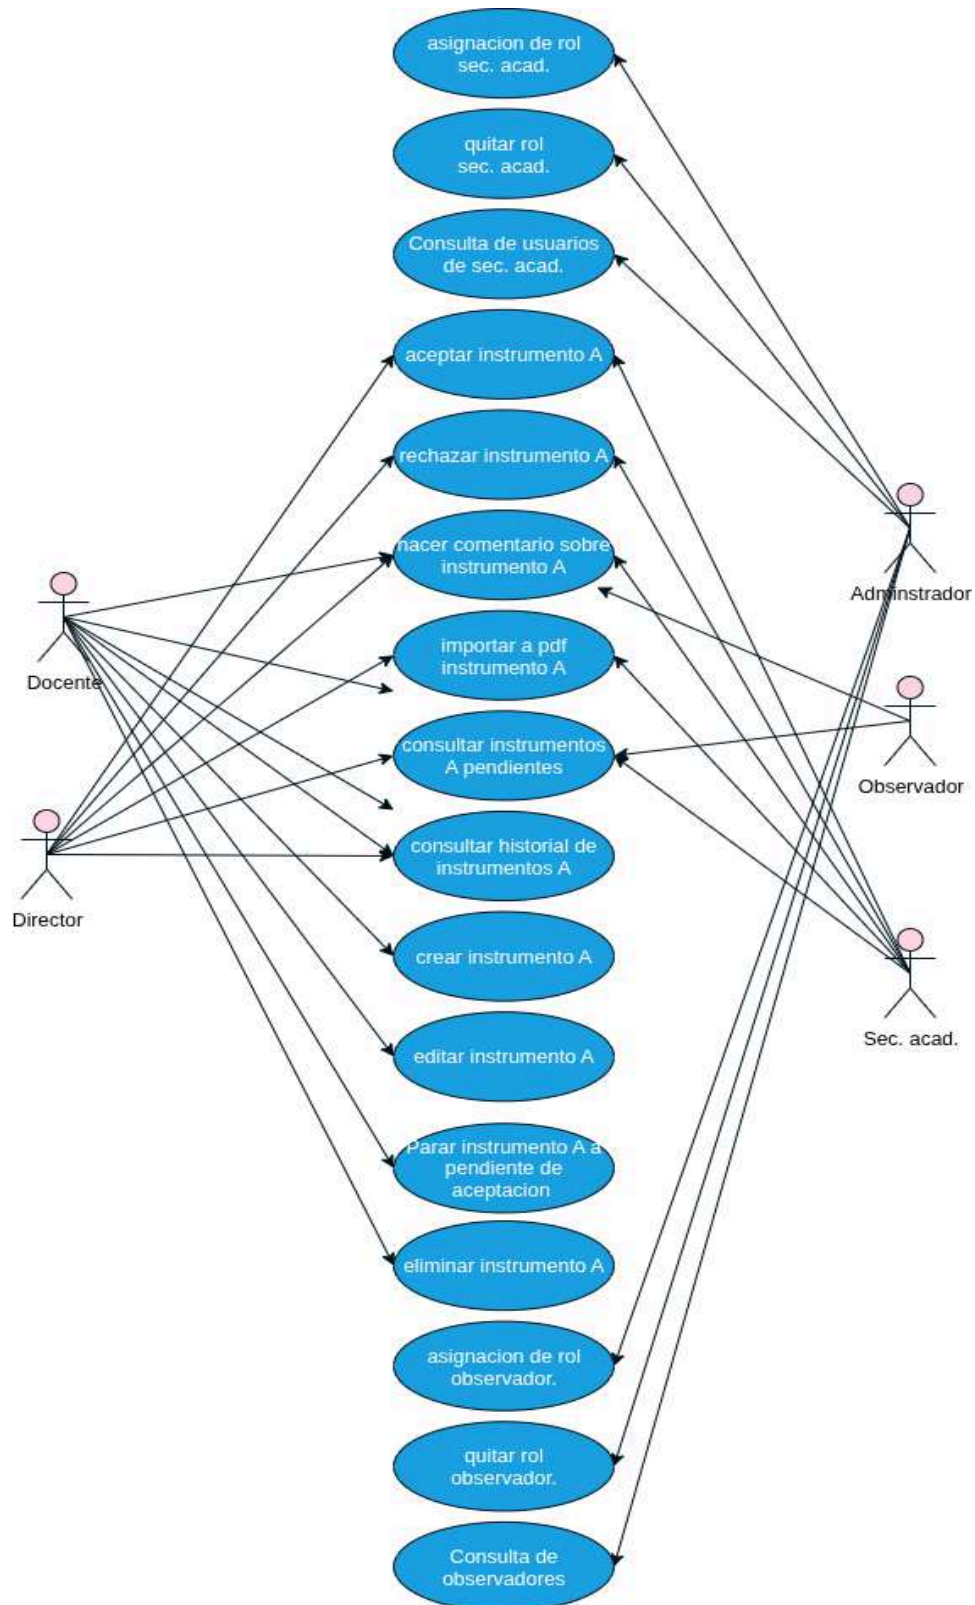 asignacion de rol
sec. acad.
quitar rol
sec. acad.
Consulta de usuarios
de sec. acad.
aceptar instrumento A
rechazar instrumento A
hacer comentario sobre
instrumento A
Adminstrador
importar a pdf
instrumento A
Docente
consultar instrumentos
A pendientes
Observador
consultar historial de
instrumentos A
Director
crear instrumento A
Sec. acad.
editar instrumento A
Parar instrumento A a
pendiente de
aceptacion
eliminar instrumento A
asignacion de rol
observador.
quitar rol
observador.
Consulta de
observadores